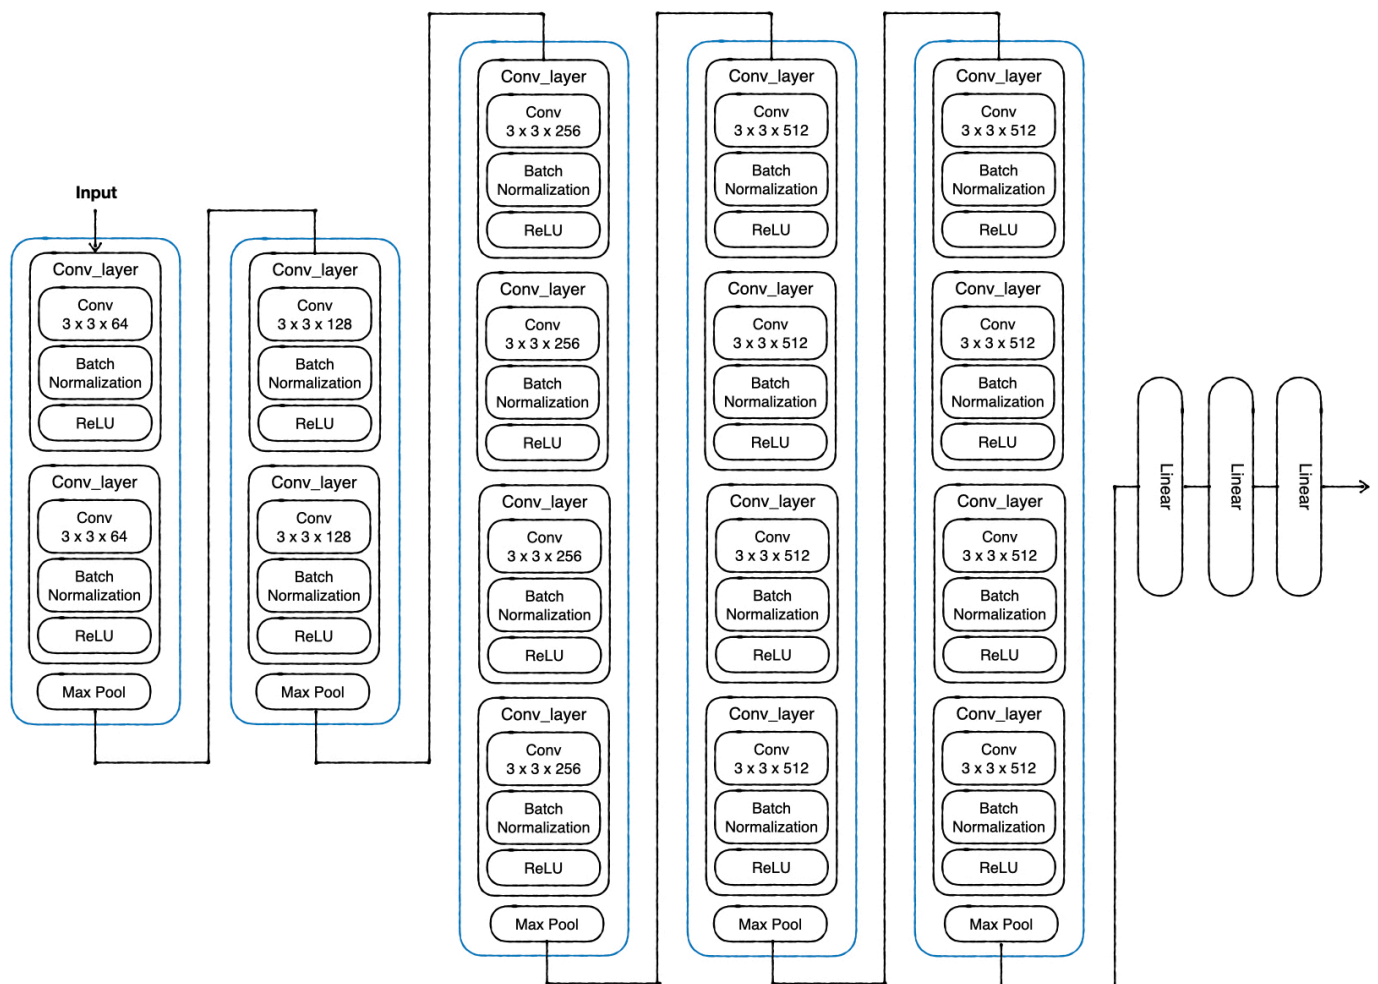 Input
Conv_layer
Conv
3 x 3 x 64
Batch
Normalization
ReLU
Conv_layer
Conv
3 x 3 x 64
Batch
Normalization
ReLU
Max Pool
Conv_layer
Conv
3 x 3 x 128
Batch
Normalization
ReLU
Conv_layer
Conv
3 x 3 x 128
Batch
Normalization
ReLU
Max Pool
Conv_layer
Conv
3 x 3 x 256
Batch
Normalization
ReLU
Conv_layer
Conv
3 x 3 x 256
Batch
Normalization
ReLU
Conv_layer
Conv
3 x 3 x 256
Batch
Normalization
ReLU
Conv_layer
Conv
3 x 3 x 256
Batch
Normalization
ReLU
Max Pool
Conv_layer
Conv
3 x 3 x 512
Batch
Normalization
ReLU
Conv_layer
Conv
3 x 3 x 512
Batch
Normalization
ReLU
Conv_layer
Conv
3 x 3 x 512
Batch
Normalization
ReLU
Conv_layer
Conv
3 x 3 x 512
Batch
Normalization
ReLU
Max Pool
Conv_layer
Conv
3 x 3 x 512
Batch
Normalization
ReLU
Conv_layer
Conv
3 x 3 x 512
Batch
Normalization
ReLU
Conv_layer
Conv
3 x 3 x 512
Batch
Normalization
ReLU
Conv_layer
Conv
3 x 3 x 512
Batch
Normalization
ReLU
Max Pool
Linear
Linear
Linear